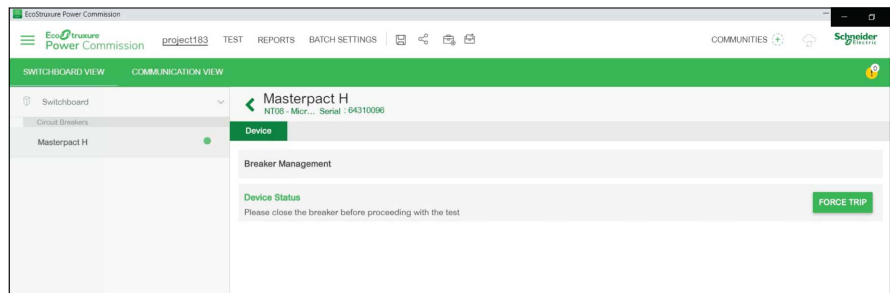 EcoStruxure Power Commission
EcoStruxure
Power Commission
project183 TEST REPORTS BATCH SETTINGS COMMUNITIES
Schneider
Electric
SWITCHBOARD VIEW COMMUNICATION VIEW
Switchboard
Circuit Breakers
Masterpact H
Masterpact H
NT08 - Micr... Serial : 64310096
Device
Breaker Management
Device Status
Please close the breaker before proceeding with the test
FORCE TRIP